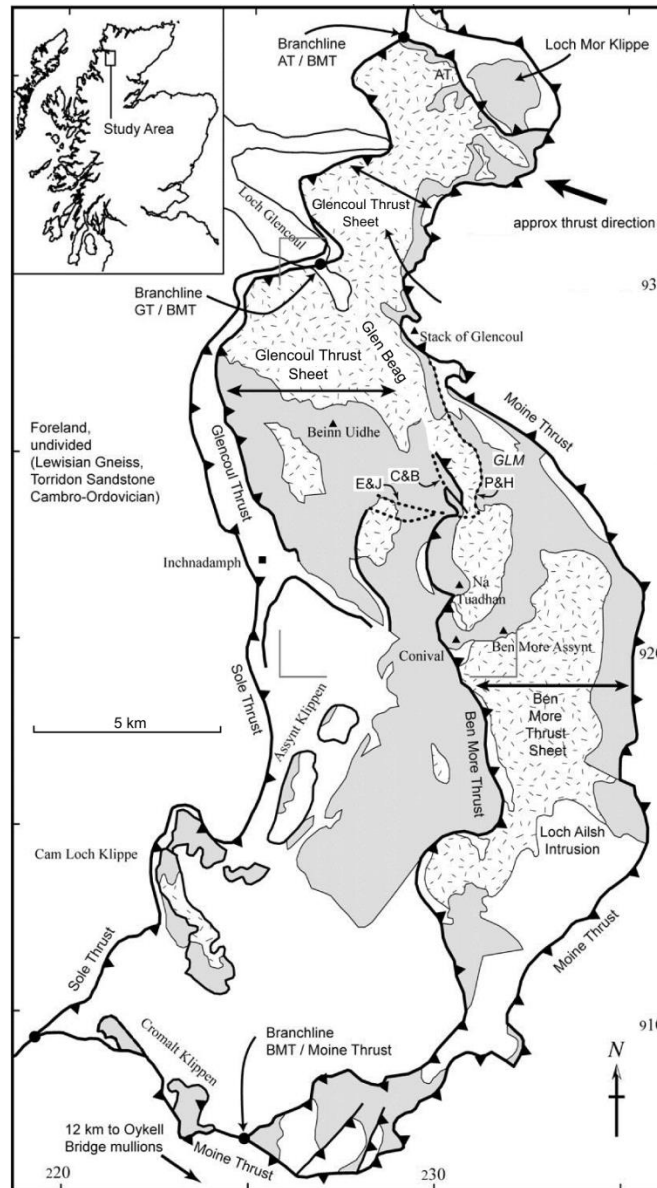 Branchline
AT / BMT
Loch Mor Klippe
AT
Study Area
Loch Glencoul
Glencoul Thrust
Sheet
approx thrust direction
930
Branchline
GT / BMT
Glen Beag
Stack of Glencoul
Glencoul Thrust
Sheet
Moine Thrust
Foreland,
undivided
(Lewisian Gneiss,
Torridon Sandstone
Cambro-Ordovician)
Glencoul Thrust
Beinn Uidhe
GLM
E&J
C&B
P&H
Inchnadamph
Na
Tuadhan
Ben More Assynt
920
Conival
Sole Thrust
5 km
Assynt Klippen
Ben More Thrust
Ben
More
Thrust
Sheet
Cam Loch Klippe
Loch Ailsh
Intrusion
Sole Thrust
Moine Thrust
910
Cromalt Klippen
Branchline
BMT / Moine Thrust
N
12 km to Oykell
Bridge mullions
Moine Thrust
220
230